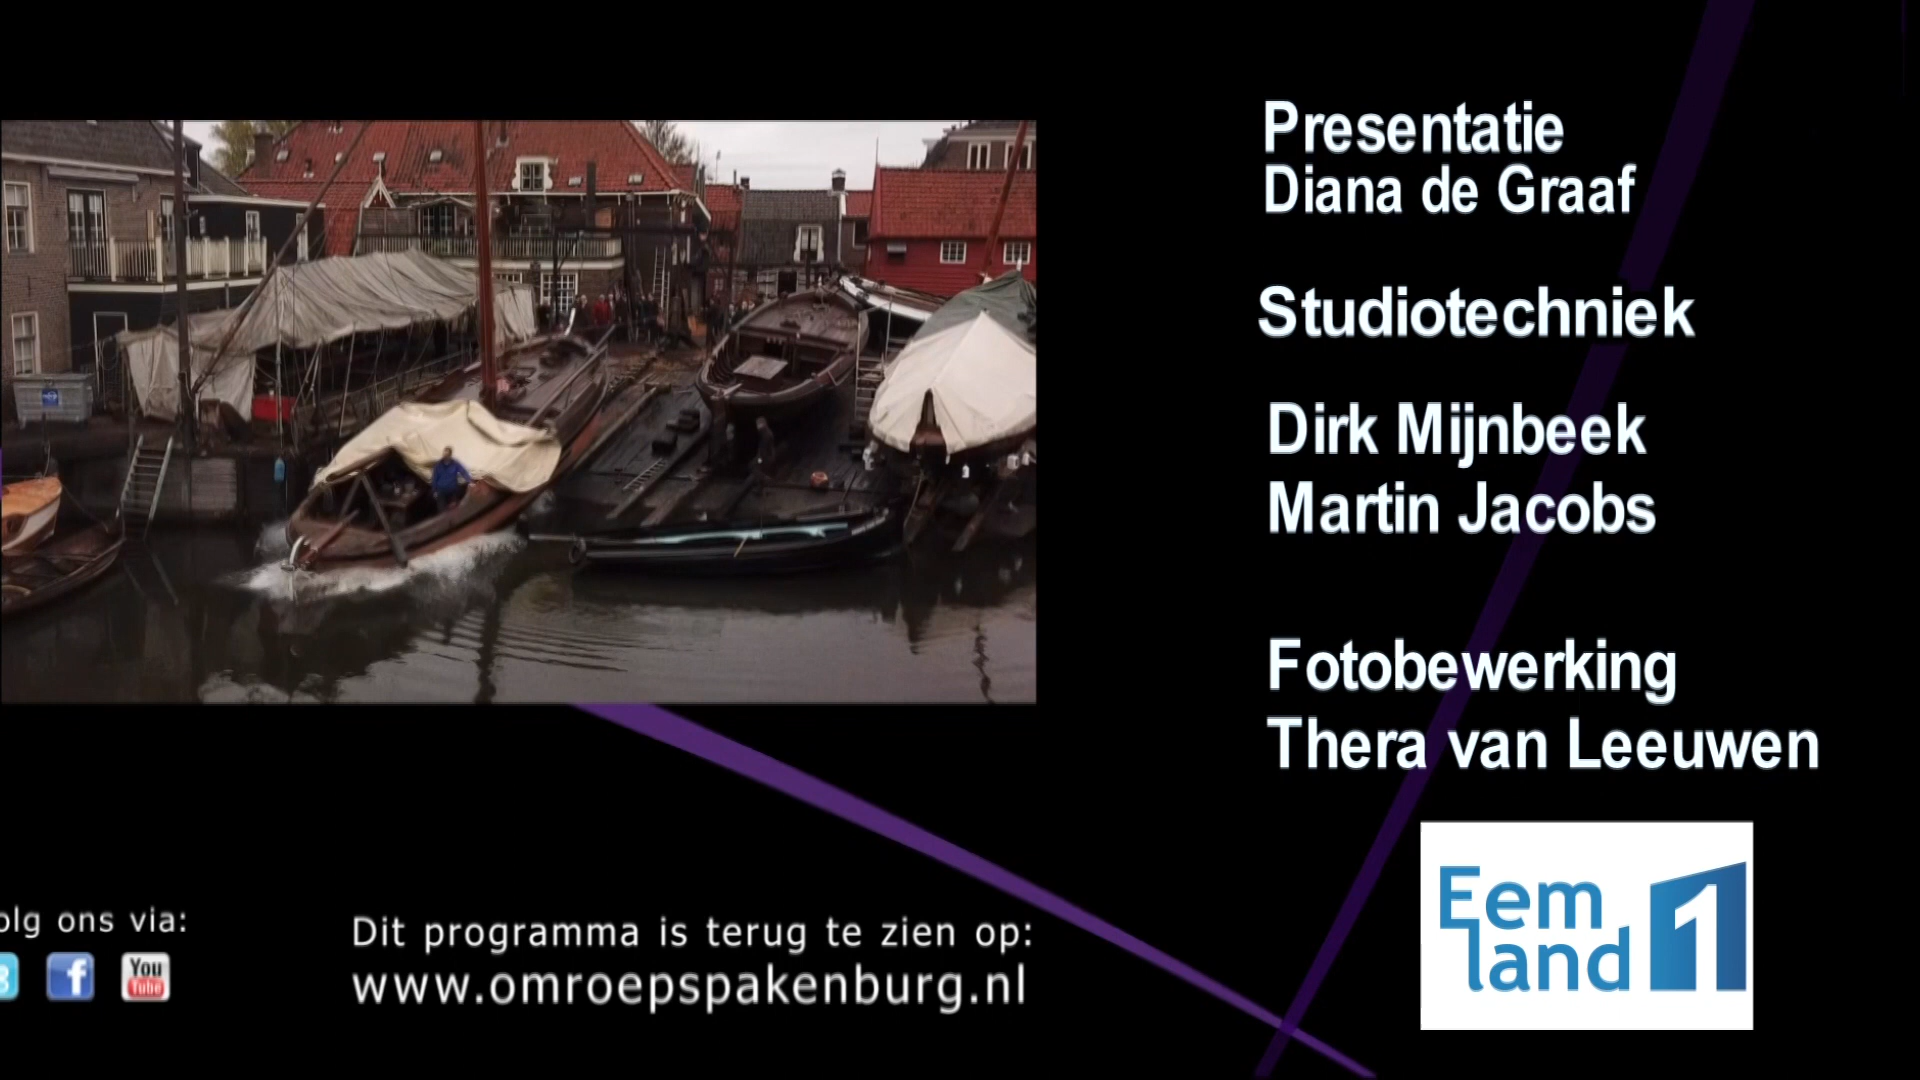 Presentatie
Diana de Graaf
Studiotechniek
Dirk Mijnbeek
Martin Jacobs
Fotobewerking
Thera van Leeuwen
olg ons via:
f
You
Tube
Dit programma is terug te zien op:
www.omroepspakenburg.nl
Eem
land 1